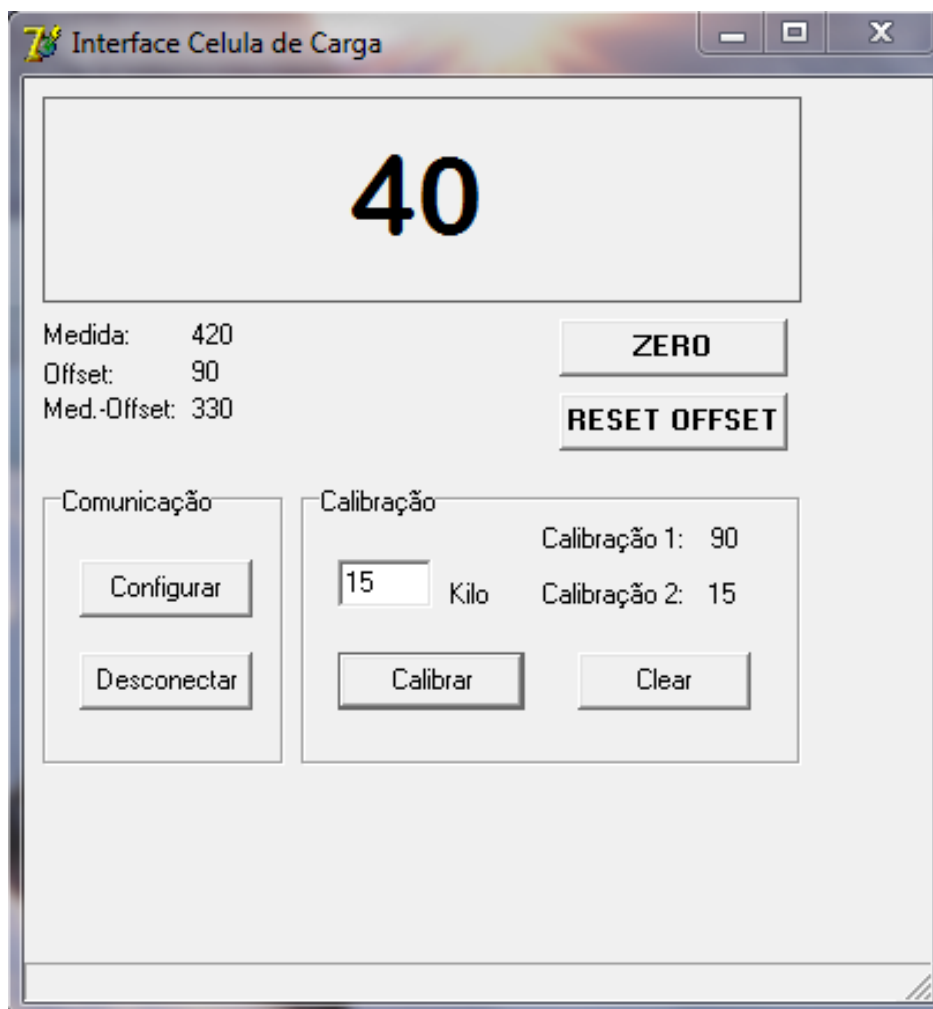 Interface Celula de Carga
40
Medida: 420
Offset: 90
Med.-Offset: 330
ZERO
RESET OFFSET
Comunicação
Configurar
Desconectar
Calibração
Calibração 1: 90
15 Kilo Calibração 2: 15
Calibrar Clear